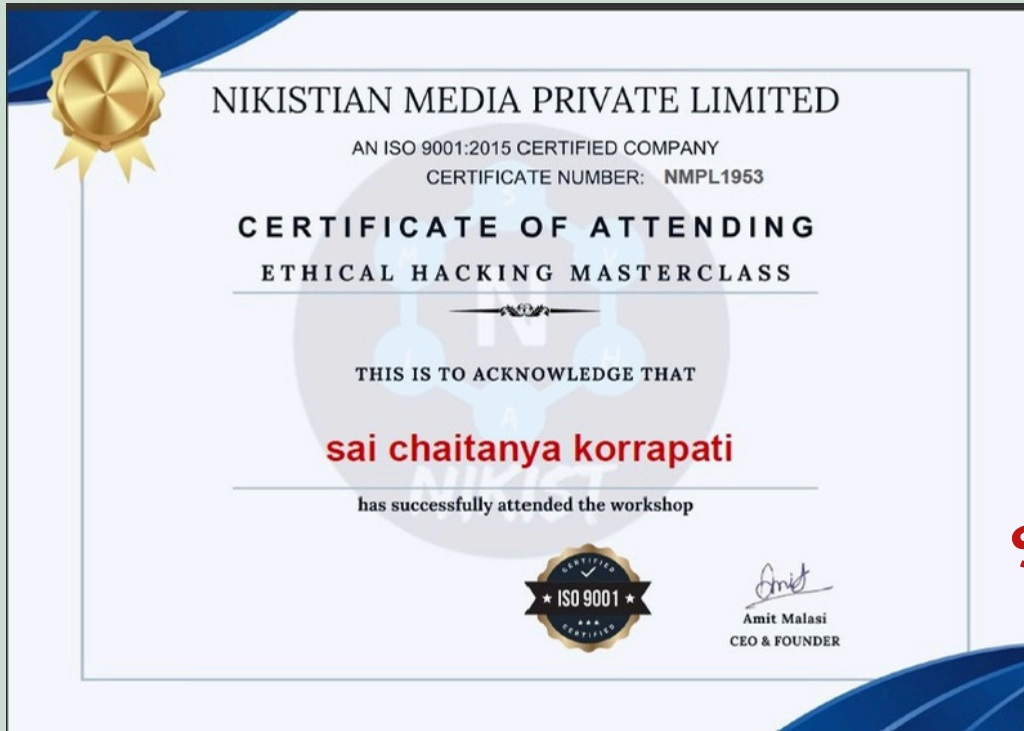 NIKISTIAN MEDIA PRIVATE LIMITED
AN ISO 9001:2015 CERTIFIED COMPANY
CERTIFICATE NUMBER: NMPL1953
CERTIFICATE OF ATTENDING
ETHICAL HACKING MASTERCLASS
S
M
Y
N
I
H
A
THIS IS TO ACKNOWLEDGE THAT
sai chaitanya korrapati
NIKIST
has successfully attended the workshop
CERTIFIED
ISO 9001
CERTIFIED
Amit
Amit Malasi
CEO & FOUNDER